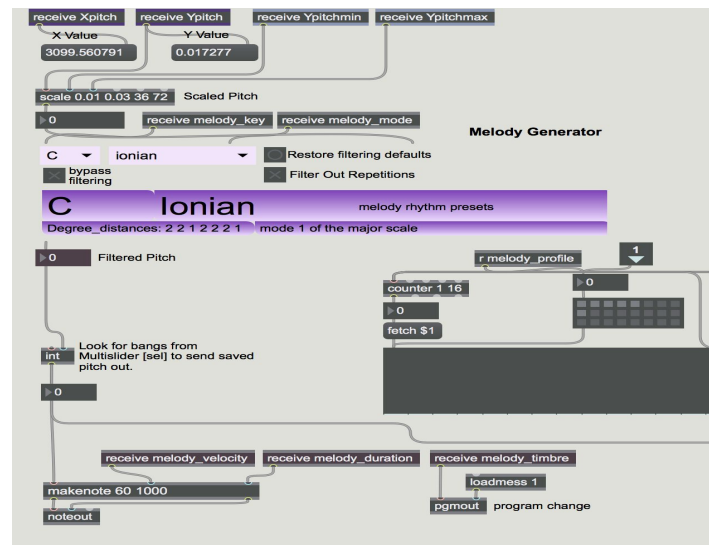 receive Xpitch receive Ypitch receive Ypitchmin receive Ypitchmax
X Value Y Value
3099.560791 0.017277
scale 0.01 0.03 36 72 Scaled Pitch
0 receive melody_key receive melody_mode
Melody Generator
C ionian Restore filtering defaults
bypass
filtering
Filter Out Repetitions
C Ionian melody rhythm presets
Degree_distances: 2 2 1 2 2 2 1 mode 1 of the major scale
0 Filtered Pitch
r melody_profile 1
counter 1 16 0
0
fetch $1
int
Look for bangs from
Multislider [sel] to send saved
pitch out.
0
receive melody_velocity receive melody_duration receive melody_timbre
loadmess 1
makenote 60 1000
pgmout program change
noteout